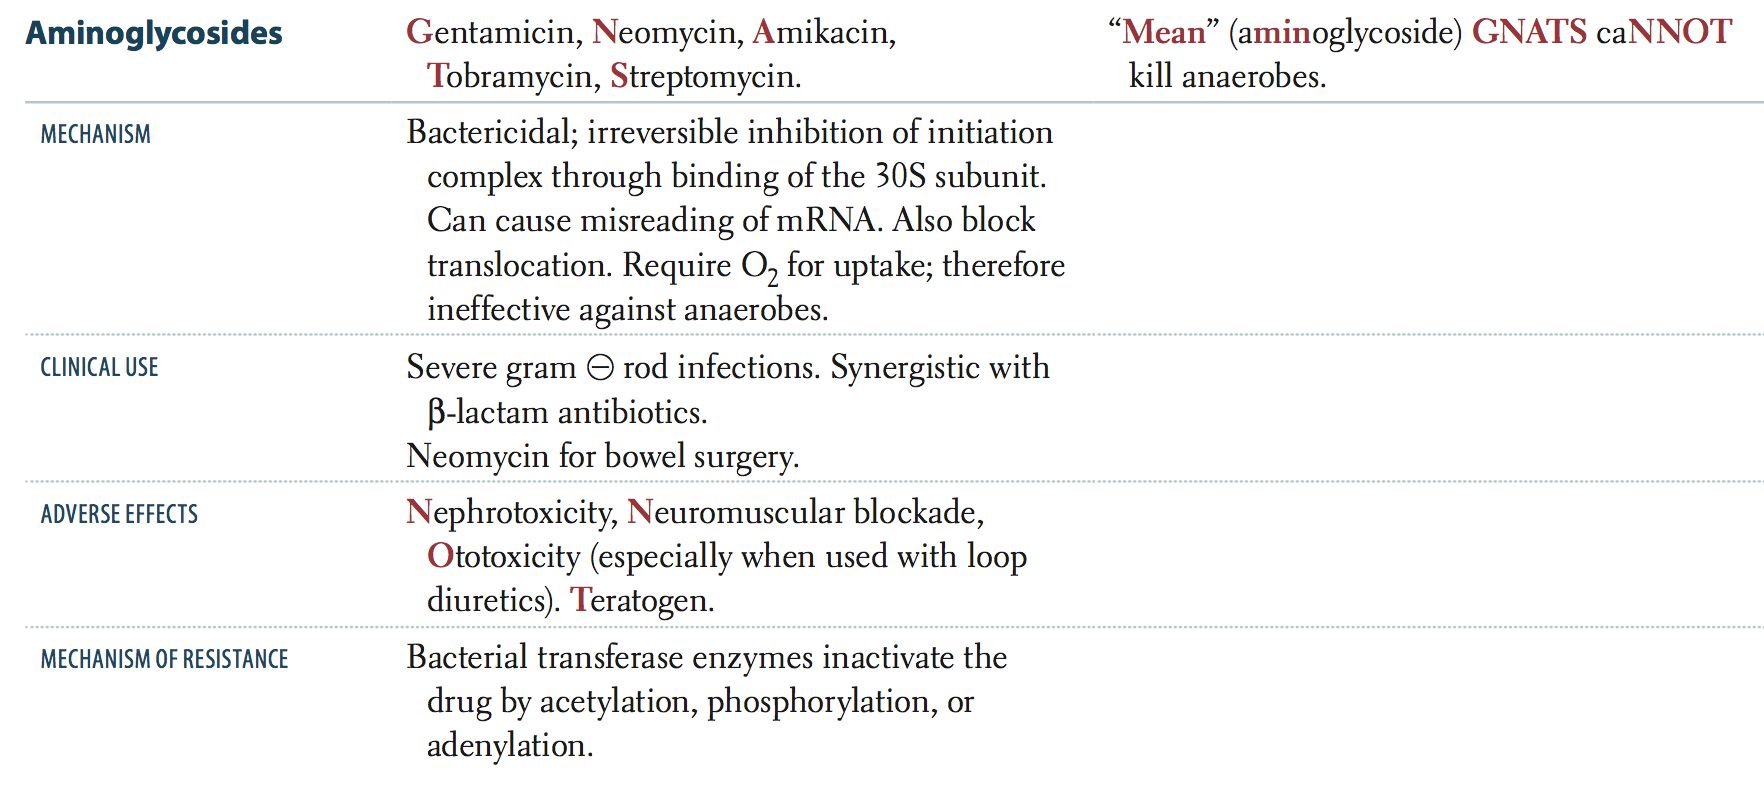 Aminoglycosides
Gentamicin, Neomycin, Amikacin,
Tobramycin, Streptomycin.
“Mean” (aminoglycoside) GNATS caNNOT
kill anaerobes.
MECHANISM
Bactericidal; irreversible inhibition of initiation
complex through binding of the 30S subunit.
Can cause misreading of mRNA. Also block
translocation. Require O₂ for uptake; therefore
ineffective against anaerobes.
CLINICAL USE
Severe gram ⊖ rod infections. Synergistic with
β-lactam antibiotics.
Neomycin for bowel surgery.
ADVERSE EFFECTS
Nephrotoxicity, Neuromuscular blockade,
Ototoxicity (especially when used with loop
diuretics). Teratogen.
MECHANISM OF RESISTANCE
Bacterial transferase enzymes inactivate the
drug by acetylation, phosphorylation, or
adenylation.